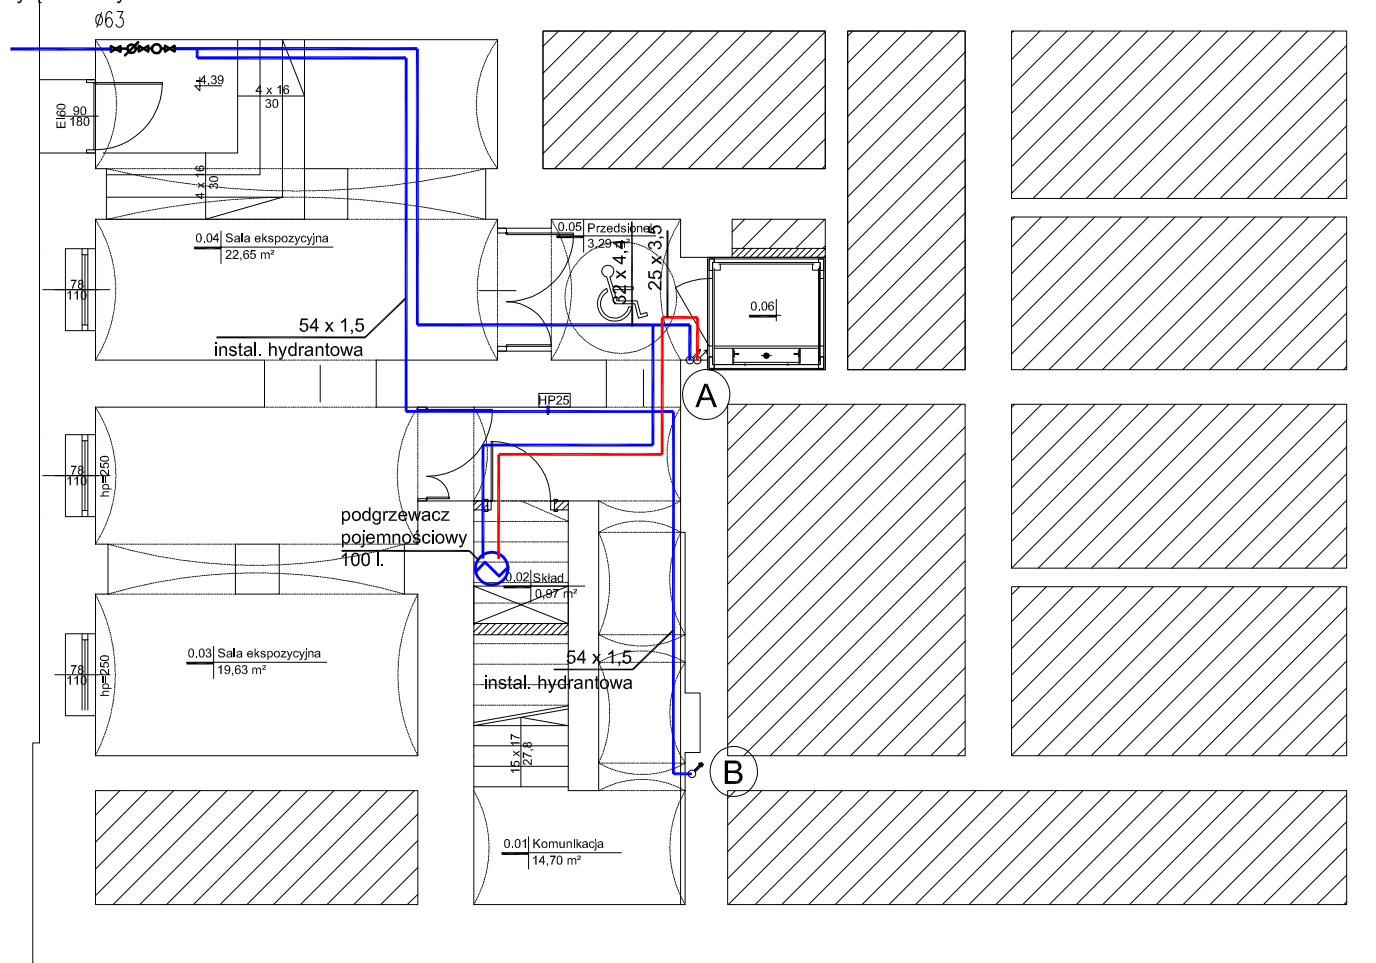 ø63
4,39
4 x 16
30
EI60
90
180
4 x 16
30
0.04 Sala ekspozycyjna
22,65 m²
0.05 Przedsionek
3,29 m²
32 x 4,4
25 x 3,5
78
110
0.06
54 x 1,5
instal. hydrantowa
A
HP25
78
110
hp=250
podgrzewacz
pojemnościowy
100 l.
0.02 Skład
0,97 m²
0.03 Sala ekspozycyjna
19,63 m²
78
110
hp=250
54 x 1,5
instal. hydrantowa
15 x 17
27,8
B
0.01 Komunikacja
14,70 m²